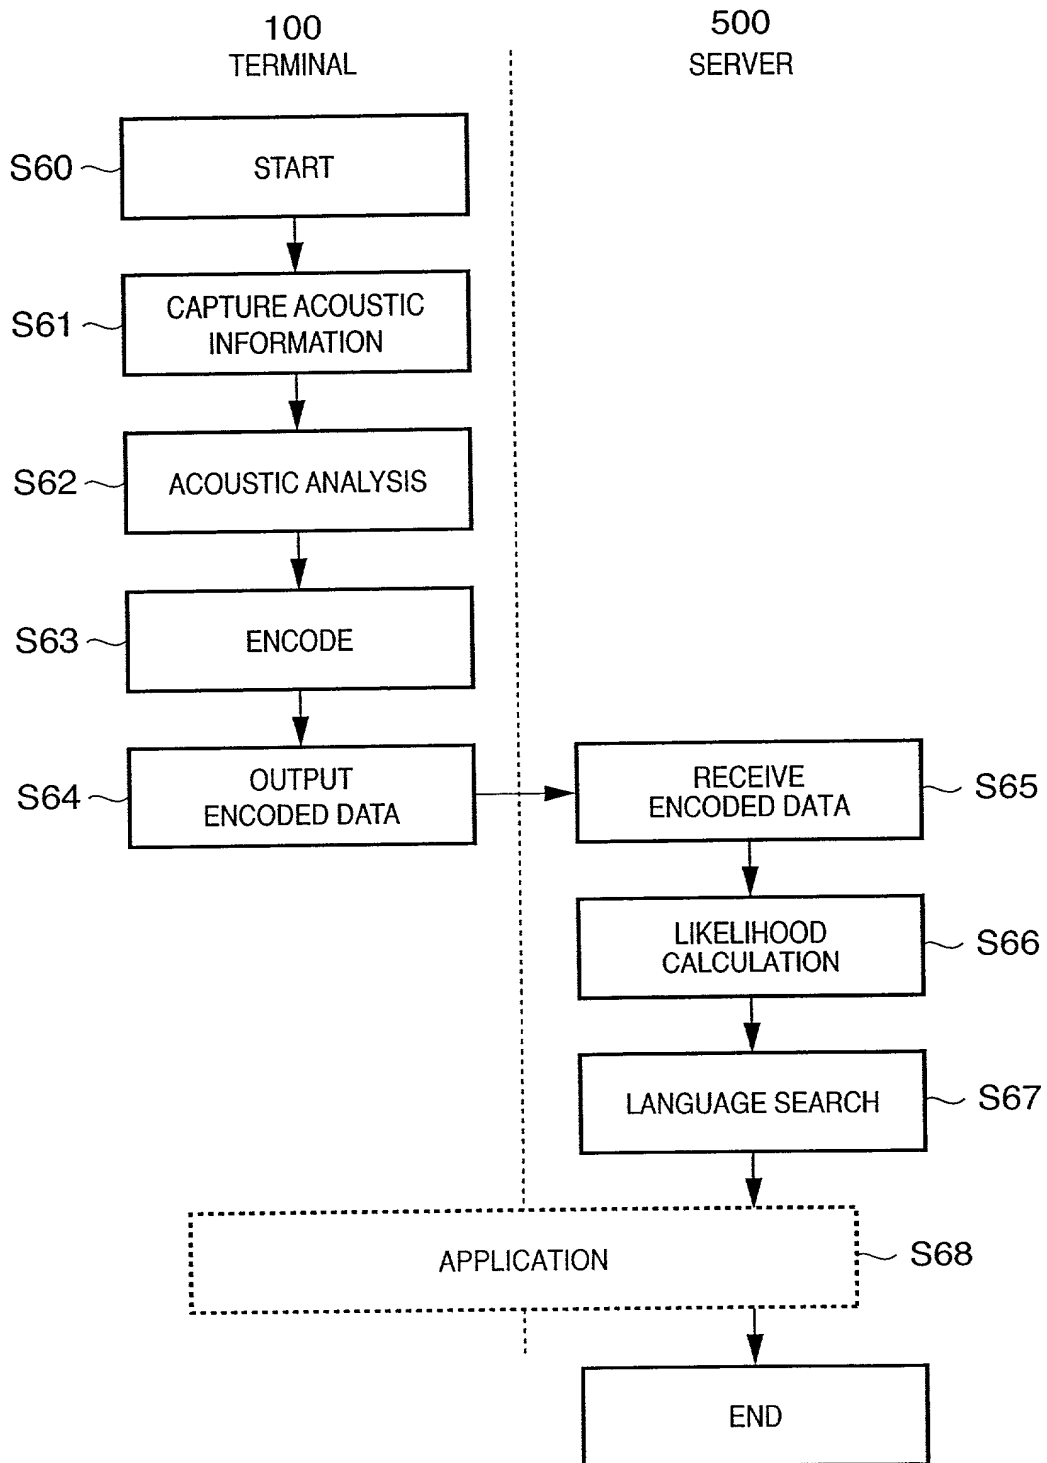 100
TERMINAL
500
SERVER
S60
START
S61
CAPTURE ACOUSTIC
INFORMATION
S62
ACOUSTIC ANALYSIS
S63
ENCODE
S64
OUTPUT
ENCODED DATA
RECEIVE
ENCODED DATA
S65
LIKELIHOOD
CALCULATION
S66
LANGUAGE SEARCH
S67
APPLICATION
S68
END